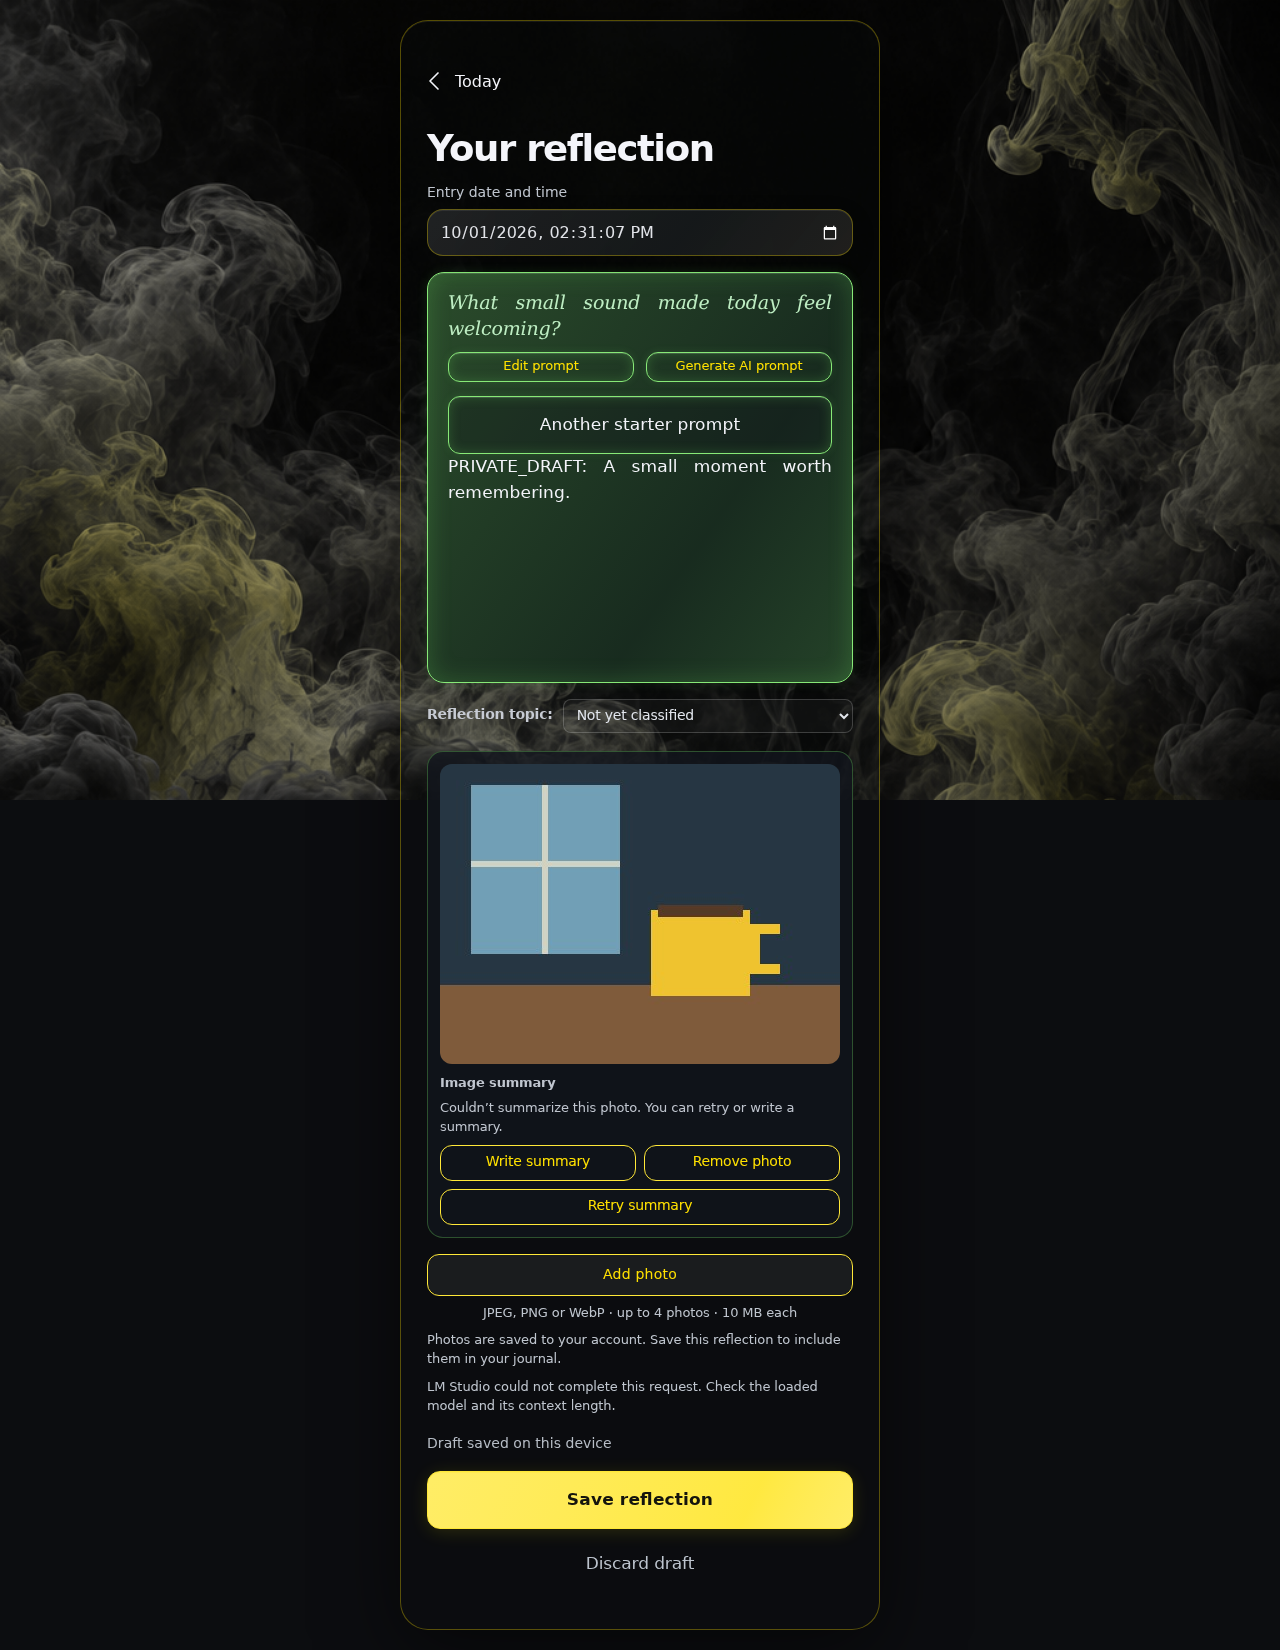 Today
Your reflection
Entry date and time
10/01/2026, 02:31:07 PM
What small sound made today feel
welcoming?
Edit prompt
Generate AI prompt
Another starter prompt
PRIVATE_DRAFT: A small moment worth
remembering.
Reflection topic:
Not yet classified
Image summary
Couldn’t summarize this photo. You can retry or write a
summary.
Write summary
Remove photo
Retry summary
Add photo
JPEG, PNG or WebP · up to 4 photos · 10 MB each
Photos are saved to your account. Save this reflection to include
them in your journal.
LM Studio could not complete this request. Check the loaded
model and its context length.
Draft saved on this device
Save reflection
Discard draft